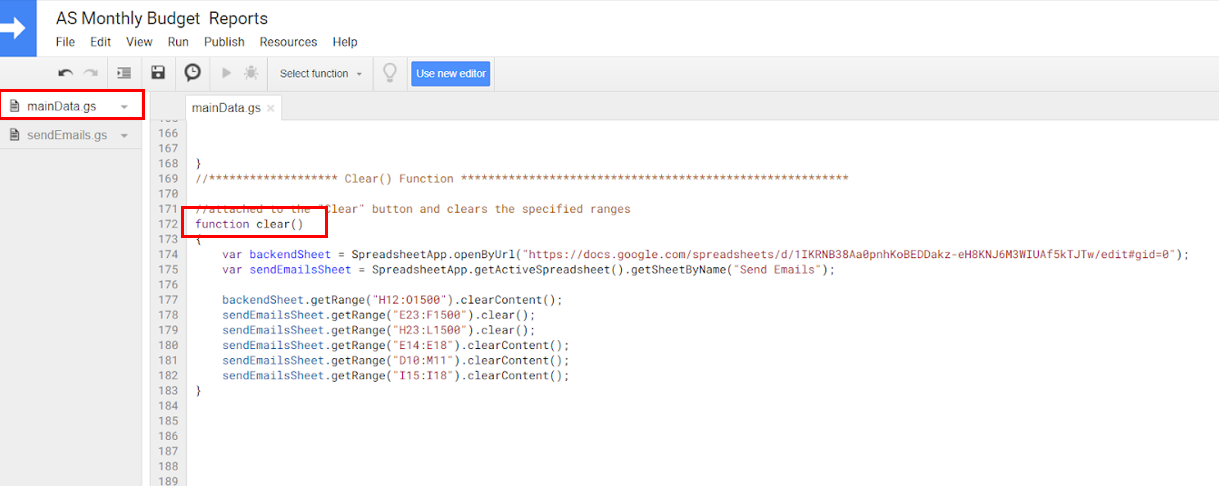 AS Monthly Budget  Reports
File Edit View Run Publish Resources Help
Select function Use new editor
mainData.gs
sendEmails.gs
mainData.gs ×
166
167
168 }
169 //******************* Clear() Function *********************************************************
170
171 //attached to the "Clear" button and clears the specified ranges
172 function clear()
173 {
174 var backendSheet = SpreadsheetApp.openByUrl("https://docs.google.com/spreadsheets/d/1IKRNB38Aa0pnhKoBEDDakz-eH8KNJ6M3WIUAf5kTJTw/edit#gid=0");
175 var sendEmailsSheet = SpreadsheetApp.getActiveSpreadsheet().getSheetByName("Send Emails");
176
177 backendSheet.getRange("H12:O1500").clearContent();
178 sendEmailsSheet.getRange("E23:F1500").clear();
179 sendEmailsSheet.getRange("H23:L1500").clear();
180 sendEmailsSheet.getRange("E14:E18").clearContent();
181 sendEmailsSheet.getRange("D10:M11").clearContent();
182 sendEmailsSheet.getRange("I15:I18").clearContent();
183 }
184
185
186
187
188
189